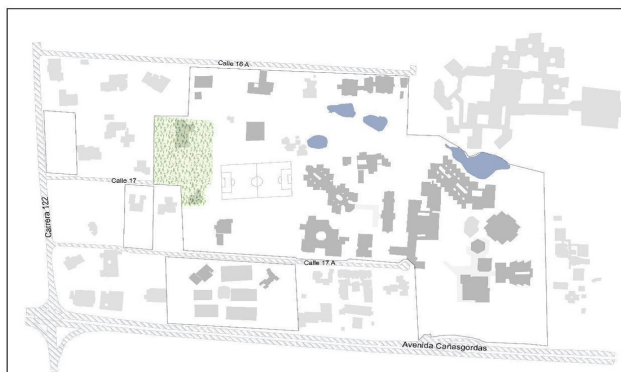 Calle 18 A
Calle 17
Carrera 122
Calle 17 A
Avenida Cañasgordas